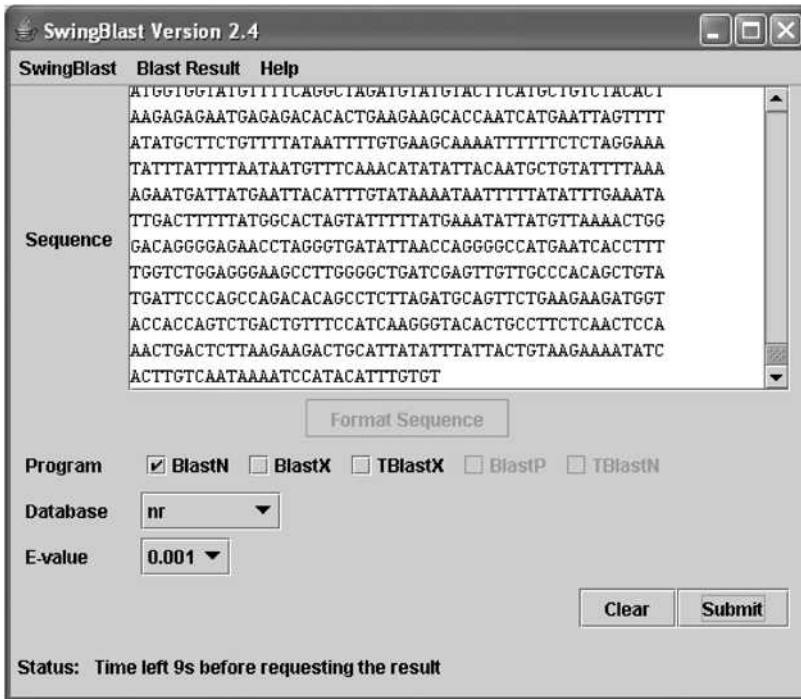 SwingBlast Version 2.4
SwingBlast Blast Result Help
ATGGTGGTATGTTTTCAGGCTAGATGTATGTACTTCATGCTGTCTACACT
AAGAGAGAATGAGAGACACACTGAAGAAGCACCAATCATGAATTAGTTTT
ATATGCTTCTGTTTTATAATTTTGTGAAGCAAAATTTTTTCTCTAGGAAA
TATTTATTTTAATAATGTTTCAAACATATATTACAATGCTGTATTTTAAA
AGAATGATTATGAATTACATTTGTATAAAATAATTTTTATATTTGAAATA
TTGACTTTTTATGGCACTAGTATTTTTATGAAATATTATGTTAAAACTGG
Sequence
GACAGGGGAGAACCTAGGGTGATATTAACCAGGGGCCATGAATCACCTTT
TGGTCTGGAGGGAAGCCTTGGGGCTGATCGAGTTGTTGCCCACAGCTGTA
TGATTCCCAGCCAGACACAGCCTCTTAGATGCAGTTCTGAAGAAGATGGT
ACCACCAGTCTGACTGTTTCCATCAAGGGTACACTGCCTTCTCAACTCCA
AACTGACTCTTAAGAAGACTGCATTATATTTATTACTGTAAGAAAATATC
ACTTGTCAATAAAATCCATACATTTGTGT
Format Sequence
Program BlastN BlastX TBlastX BlastP TBlastN
Database nr
E-value 0.001
Clear Submit
Status: Time left 9s before requesting the result